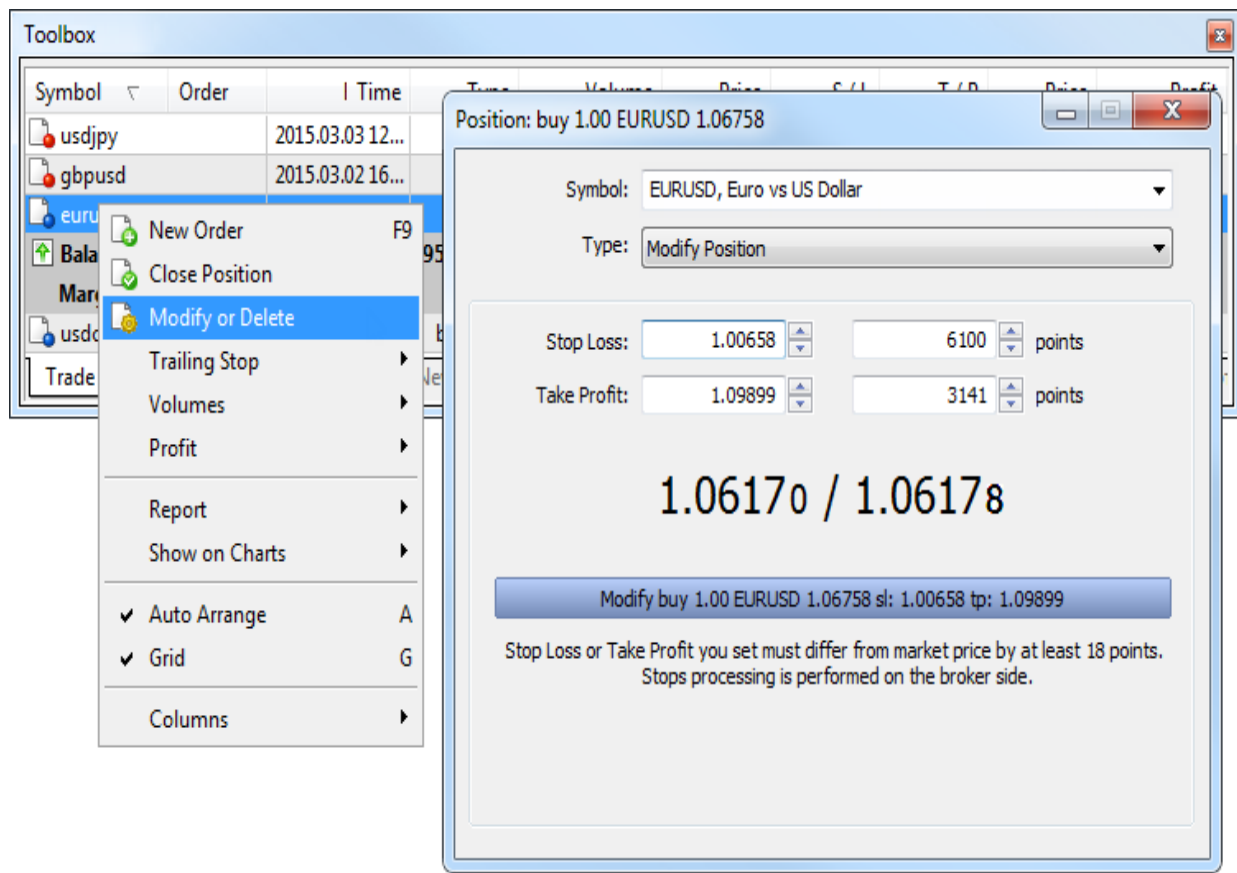 Toolbox
Symbol Order Time Type Volume Price S / L T / P Price Profit
usdjpy 2015.03.03 12...
gbpusd 2015.03.02 16...
New Order F9
Close Position
Modify or Delete
Trailing Stop
Volumes
Profit
Report
Show on Charts
Auto Arrange A
Grid G
Columns
Trade
Position: buy 1.00 EURUSD 1.06758
Symbol: EURUSD, Euro vs US Dollar
Type: Modify Position
Stop Loss: 1.00658 6100 points
Take Profit: 1.09899 3141 points
1.06170 / 1.06178
Modify buy 1.00 EURUSD 1.06758 sl: 1.00658 tp: 1.09899
Stop Loss or Take Profit you set must differ from market price by at least 18 points.
Stops processing is performed on the broker side.